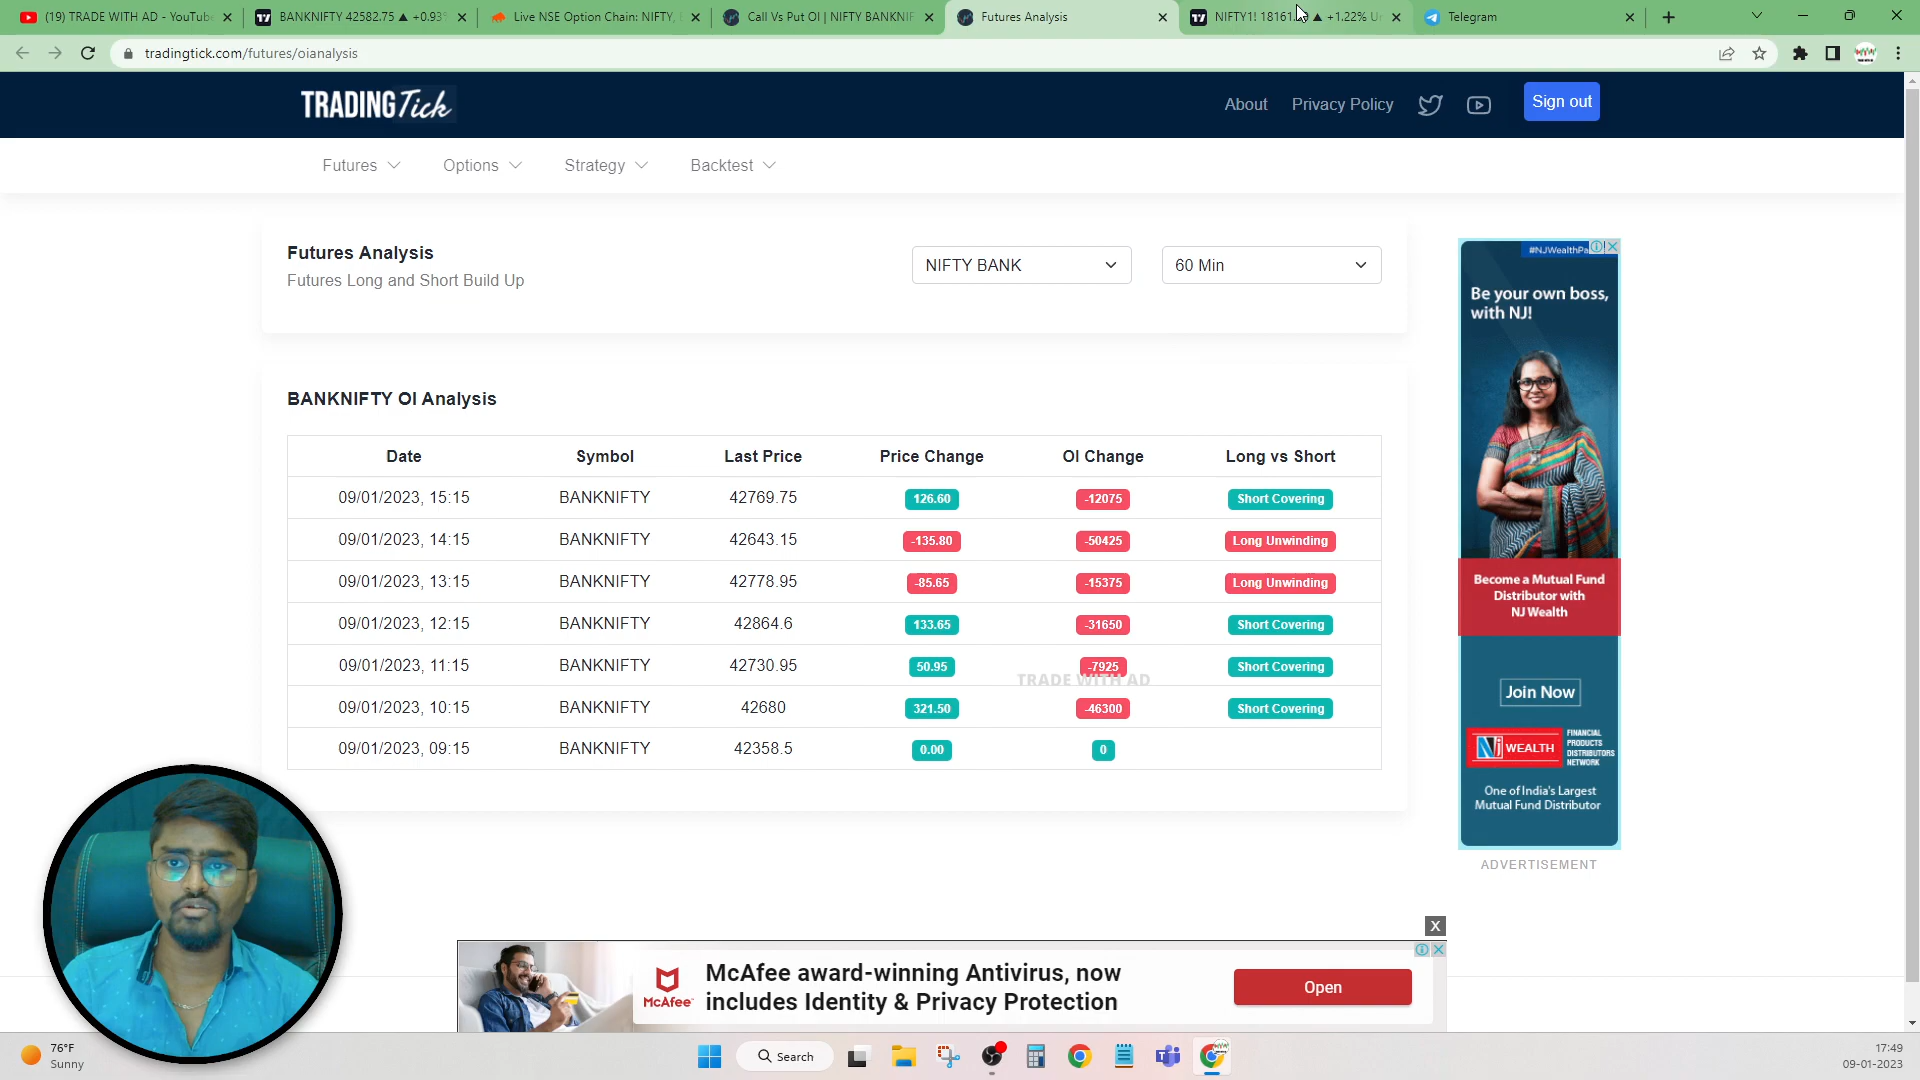 (19) TRADE WITH AD - YouTube
BANKNIFTY 42582.75 ▲ +0.93%
Live NSE Option Chain: NIFTY,
Call Vs Put OI | NIFTY BANKNIF
Futures Analysis
NIFTY1! 18161 ▲ +1.22% Un
Telegram
tradingtick.com/futures/oianalysis
TRADING Tick
About
Privacy Policy
Sign out
Futures
Options
Strategy
Backtest
Futures Analysis
Futures Long and Short Build Up
NIFTY BANK
60 Min
BANKNIFTY OI Analysis
Date Symbol Last Price Price Change OI Change Long vs Short
09/01/2023, 15:15 BANKNIFTY 42769.75 126.60 -12075 Short Covering
09/01/2023, 14:15 BANKNIFTY 42643.15 -135.80 -50425 Long Unwinding
09/01/2023, 13:15 BANKNIFTY 42778.95 -85.65 -15375 Long Unwinding
09/01/2023, 12:15 BANKNIFTY 42864.6 133.65 -31650 Short Covering
09/01/2023, 11:15 BANKNIFTY 42730.95 50.95 -7925 Short Covering
TRADE WITH AD
09/01/2023, 10:15 BANKNIFTY 42680 321.50 -46300 Short Covering
09/01/2023, 09:15 BANKNIFTY 42358.5 0.00 0
#NJWealthPa
Be your own boss,
with NJ!
Become a Mutual Fund
Distributor with
NJ Wealth
Join Now
NJ WEALTH
FINANCIAL
PRODUCTS
DISTRIBUTORS
NETWORK
One of India's Largest
Mutual Fund Distributor
ADVERTISEMENT
X
McAfee
McAfee award-winning Antivirus, now
includes Identity & Privacy Protection
Open
76°F
Sunny
Search
17:49
09-01-2023